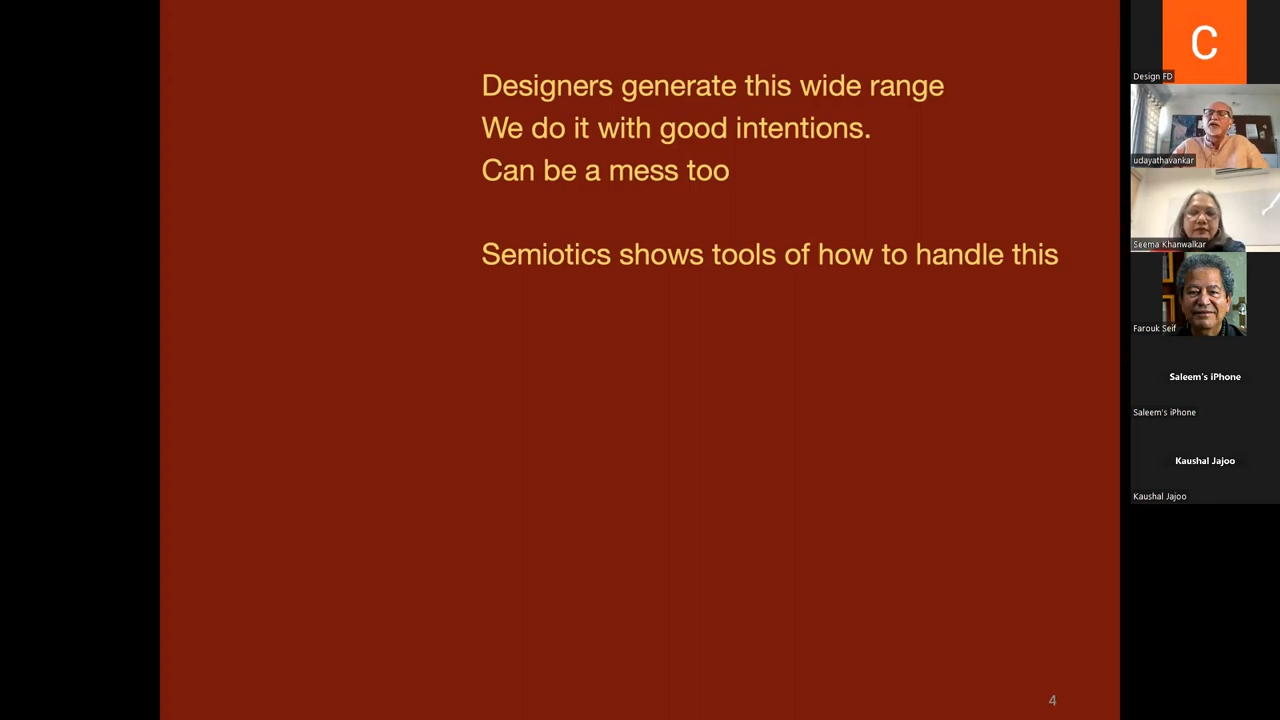 Designers generate this wide range
We do it with good intentions.
Can be a mess too
Semiotics shows tools of how to handle this
4
C
Design FD
udayathavankar
Seema Khanwalkar
Farouk Seif
Saleem's iPhone
Saleem's iPhone
Kaushal Jajoo
Kaushal Jajoo